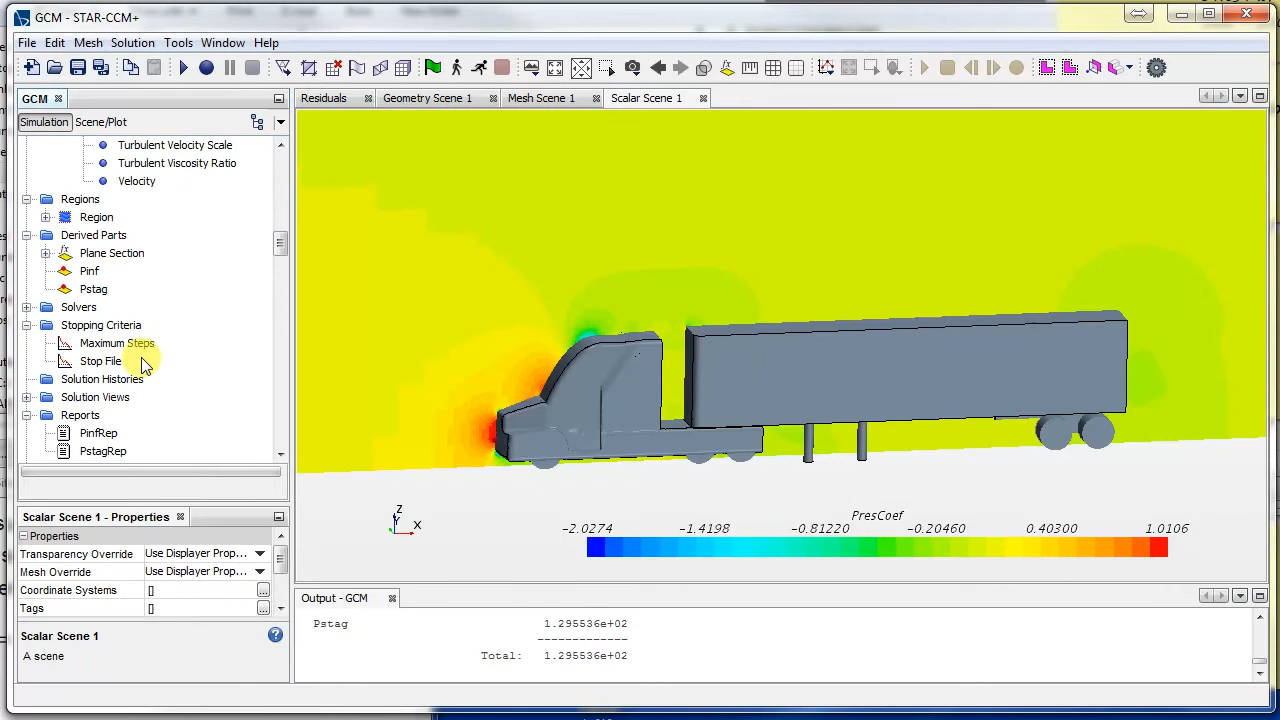 GCM - STAR-CCM+
File Edit Mesh Solution Tools Window Help
GCM
Residuals Geometry Scene 1 Mesh Scene 1 Scalar Scene 1
Simulation Scene/Plot
Turbulent Velocity Scale
Turbulent Viscosity Ratio
Velocity
Regions
Region
Derived Parts
Plane Section
Pinf
Pstag
Solvers
Stopping Criteria
Maximum Steps
Stop File
Solution Histories
Solution Views
Reports
PinfRep
PstagRep
Z
Y
X
PresCoef
-2.0274 -1.4198 -0.81220 -0.20460 0.40300 1.0106
Scalar Scene 1 - Properties
Properties
Transparency Override Use Displayer Prop...
Mesh Override Use Displayer Prop...
Coordinate Systems []
Tags []
Scalar Scene 1
A scene
Output - GCM
Pstag 1.295536e+02
-------------
Total: 1.295536e+02